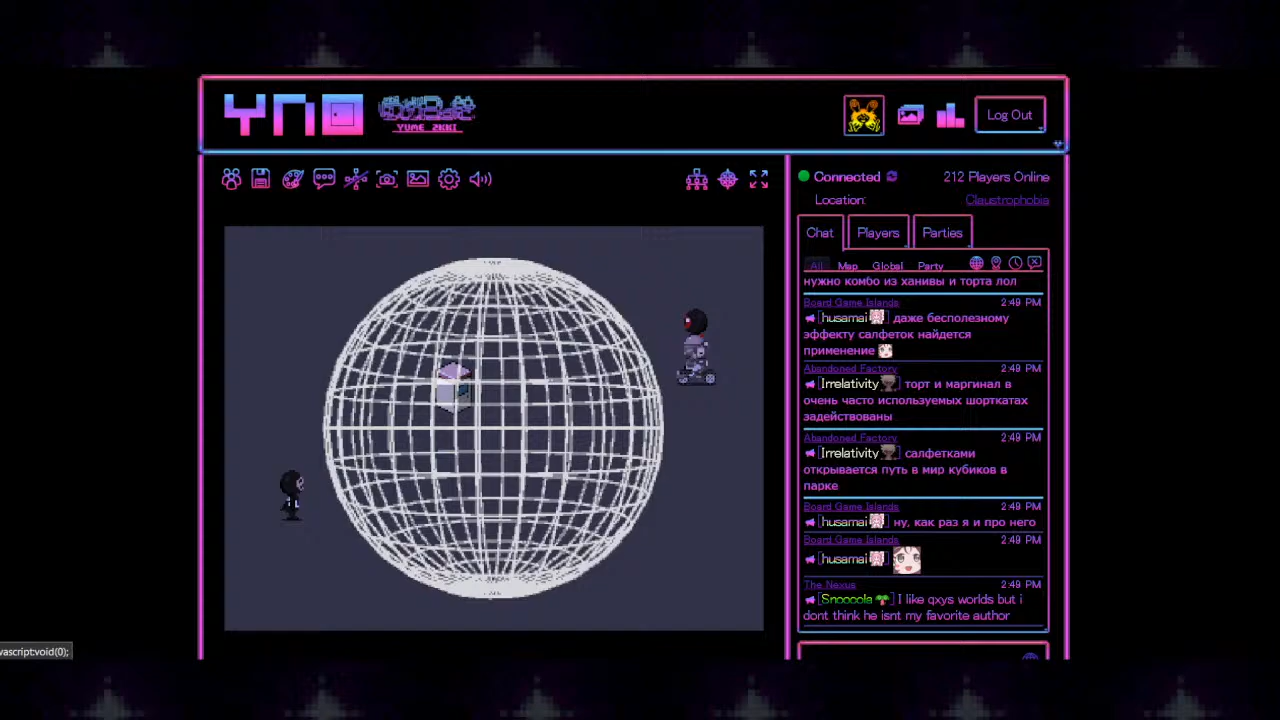 YNO
YUME 2KKI
Log Out
Connected
212 Players Online
Location:
Claustrophobia
Chat
Players
Parties
All
Map
Global
Party
нужно комбо из ханивы и торта лол
Board Game Islands
2:49 PM
[husamai] даже бесполезному
эффекту салфеток найдется
применение
Abandoned Factory
2:49 PM
[Irrelativity] торт и маргинал в
очень часто используемых шорткатах
задействованы
Abandoned Factory
2:49 PM
[Irrelativity] салфетками
открывается путь в мир кубиков в
парке
Board Game Islands
2:49 PM
[husamai] ну, как раз я и про него
Board Game Islands
2:49 PM
[husamai]
The Nexus
2:49 PM
[Snoocola] I like qxys worlds but i
dont think he isnt my favorite author
vascript:void(0);